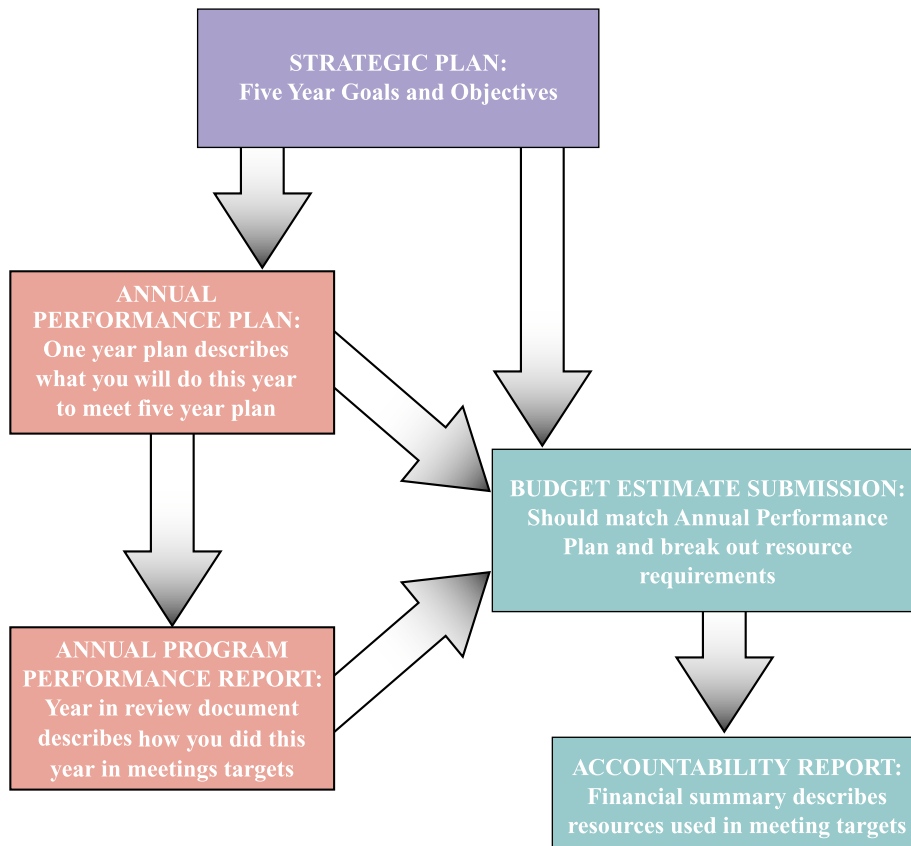 STRATEGIC PLAN:
Five Year Goals and Objectives
ANNUAL
PERFORMANCE PLAN:
One year plan describes
what you will do this year
to meet five year plan
BUDGET ESTIMATE SUBMISSION:
Should match Annual Performance
Plan and break out resource
requirements
ANNUAL PROGRAM
PERFORMANCE REPORT:
Year in review document
describes how you did this
year in meetings targets
ACCOUNTABILITY REPORT:
Financial summary describes
resources used in meeting targets